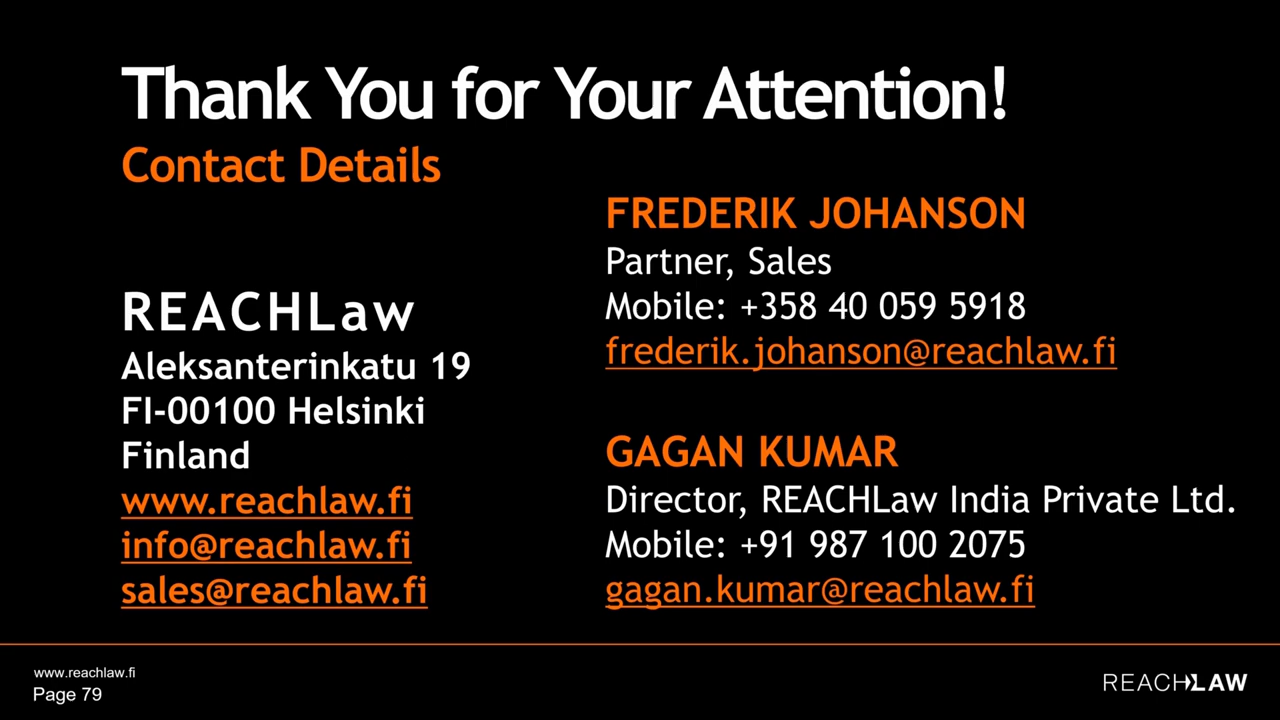 Thank You for Your Attention!
Contact Details
REACHLaw
Aleksanterinkatu 19
FI-00100 Helsinki
Finland
www.reachlaw.fi
info@reachlaw.fi
sales@reachlaw.fi
FREDERIK JOHANSON
Partner, Sales
Mobile: +358 40 059 5918
frederik.johanson@reachlaw.fi
GAGAN KUMAR
Director, REACHLaw India Private Ltd.
Mobile: +91 987 100 2075
gagan.kumar@reachlaw.fi
www.reachlaw.fi
Page 79
REACHLAW